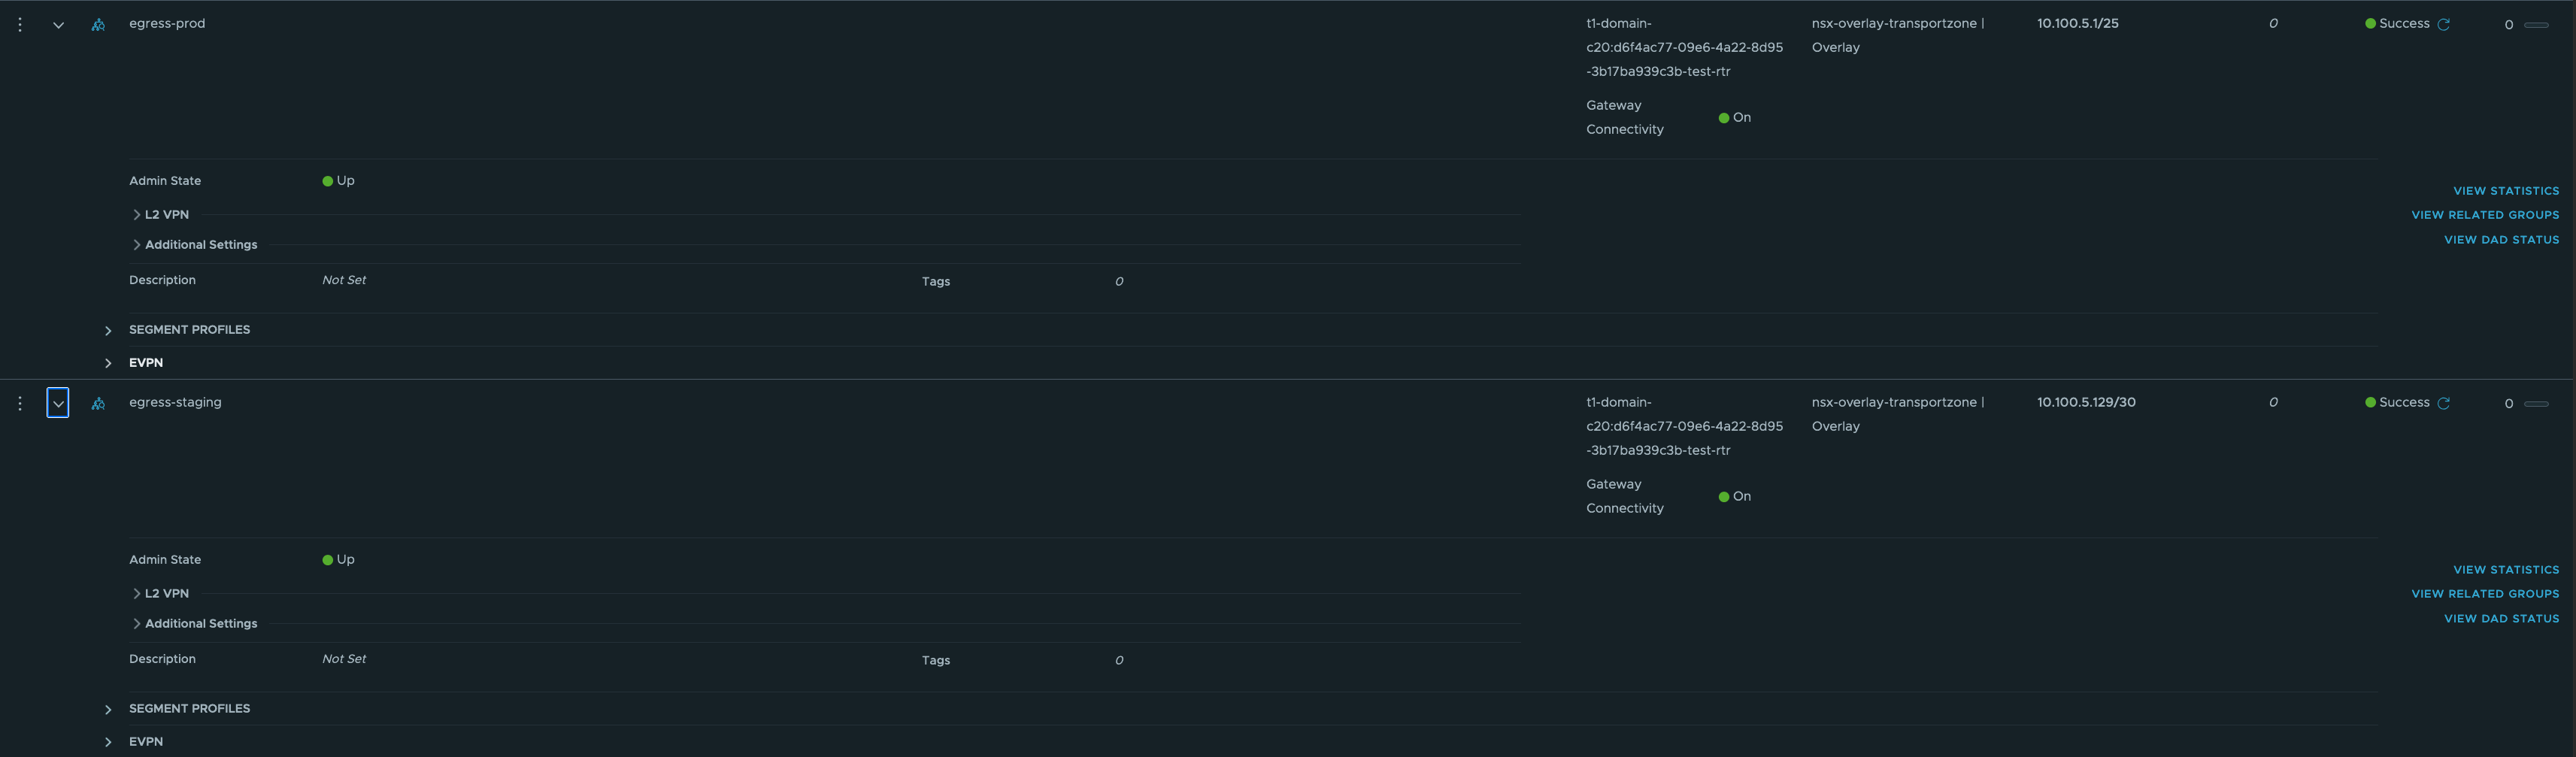 egress-prod
t1-domain-
c20:d6f4ac77-09e6-4a22-8d95
-3b17ba939c3b-test-rtr
nsx-overlay-transportzone |
Overlay
10.100.5.1/25
0
Success
0
Gateway
Connectivity
On
Admin State
Up
VIEW STATISTICS
L2 VPN
VIEW RELATED GROUPS
Additional Settings
VIEW DAD STATUS
Description
Not Set
Tags
0
SEGMENT PROFILES
EVPN
egress-staging
t1-domain-
c20:d6f4ac77-09e6-4a22-8d95
-3b17ba939c3b-test-rtr
nsx-overlay-transportzone |
Overlay
10.100.5.129/30
0
Success
0
Gateway
Connectivity
On
Admin State
Up
VIEW STATISTICS
L2 VPN
VIEW RELATED GROUPS
Additional Settings
VIEW DAD STATUS
Description
Not Set
Tags
0
SEGMENT PROFILES
EVPN